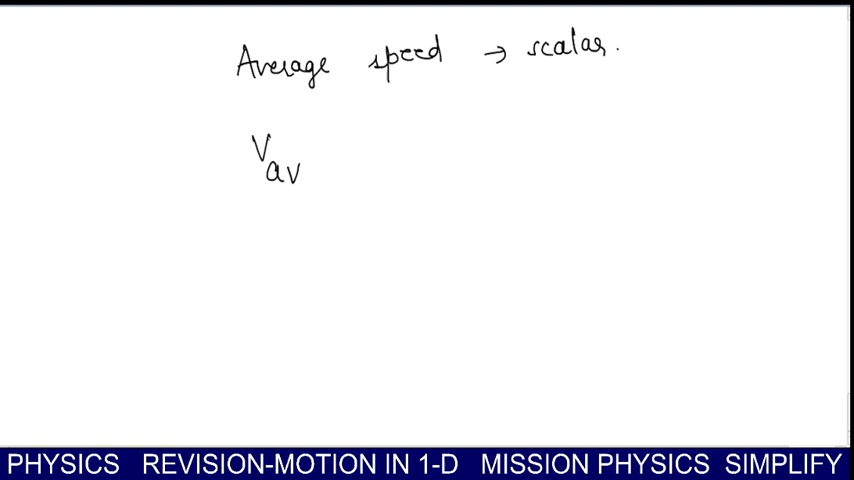 Average speed → scalar.
Vav
PHYSICS REVISION-MOTION IN 1-D MISSION PHYSICS SIMPLIFY